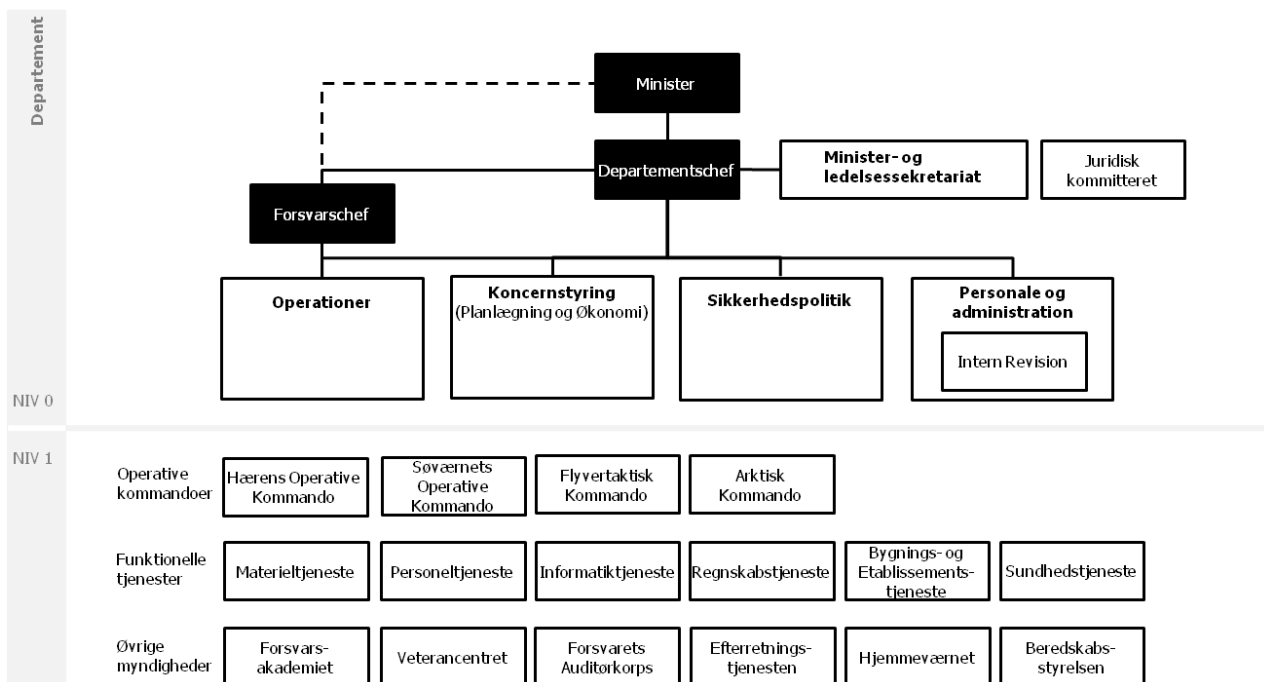 Departement
Minister
Departementschef
Minister- og
ledelsessekretariat
Juridisk
kommitteret
Forsvarschef
Operationer
Koncernstyring
(Planlægning og Økonomi)
Sikkerhedspolitik
Personale og
administration
Intern Revision
NIV 0
NIV 1
Operative
kommandoer
Hærens Operative
Kommando
Søværnets
Operative
Kommando
Flyvertaktisk
Kommando
Arktisk
Kommando
Funktionelle
tjenester
Materieltjeneste
Personeltjeneste
Informatiktjeneste
Regnskabstjeneste
Bygnings- og
Etablissements-
tjeneste
Sundhedstjeneste
Øvrige
myndigheder
Forsvars-
akademiet
Veterancentret
Forsvarets
Auditørkorps
Efterretnings-
tjenesten
Hjemmeværnet
Beredskabs-
styrelsen